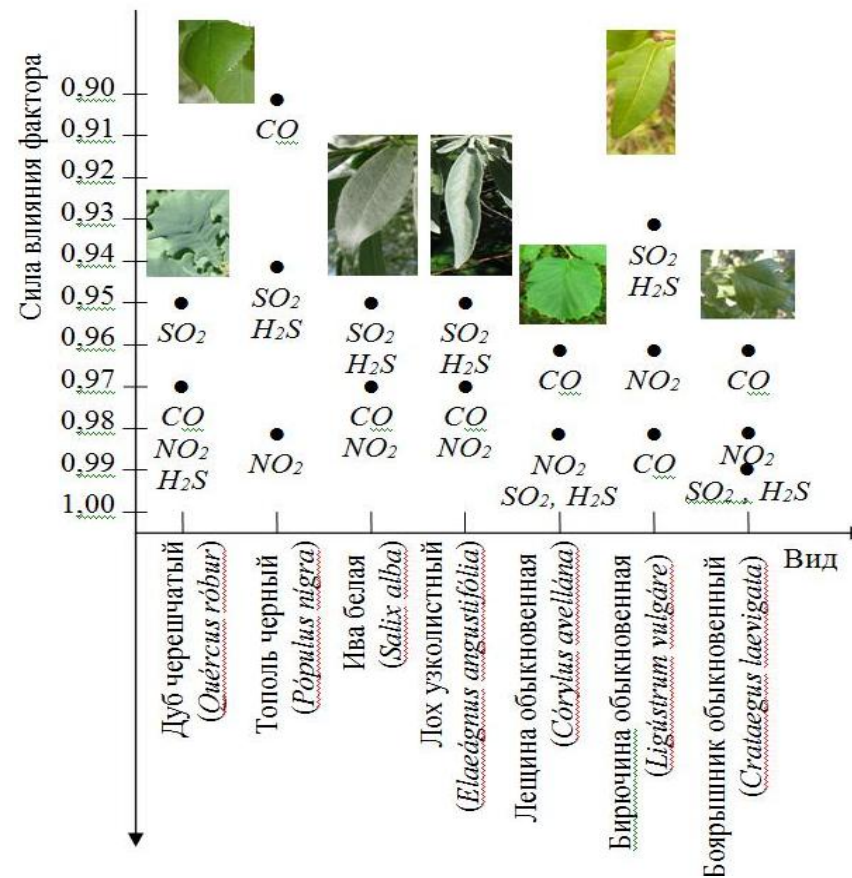 Сила влияния фактора
0,90
0,91
0,92
0,93
0,94
0,95
0,96
0,97
0,98
0,99
1,00
SO2
CO
NO2
H2S
CO
SO2
H2S
NO2
SO2
H2S
CO
NO2
SO2
H2S
CO
NO2
CO
NO2
SO2, H2S
SO2
H2S
NO2
CO
CO
NO2
SO2 , H2S
Вид
Дуб черешчатый
(Quércus róbur)
Тополь черный
(Pópulus nígra)
Ива белая
(Salix alba)
Лох узколистный
(Elaeágnus angustifólia)
Лещина обыкновенная
(Córylus avellána)
Бирючина обыкновенная
(Ligústrum vulgáre)
Боярышник обыкновенный
(Crataegus laevigata)